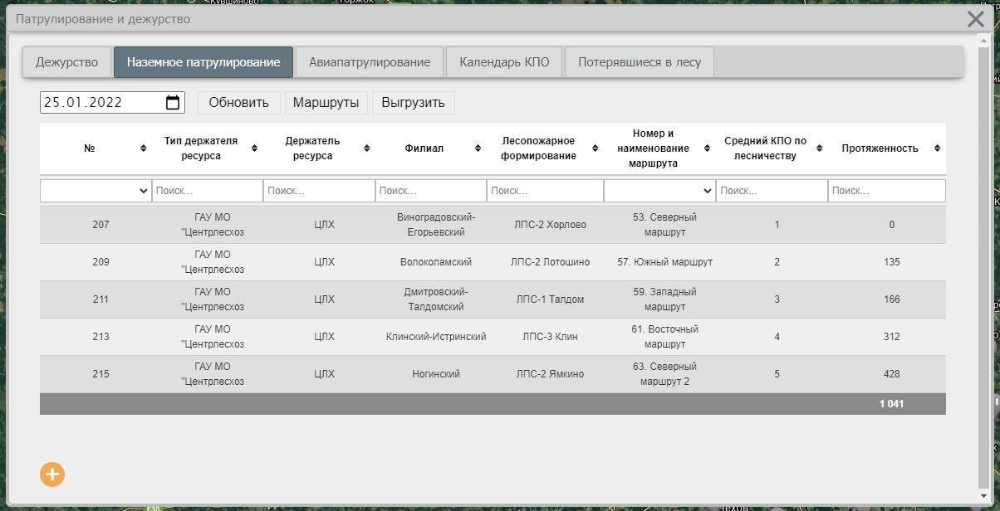 Кувшиново
Торжок
Патрулирование и дежурство
Дежурство Наземное патрулирование Авиапатрулирование Календарь КПО Потерявшиеся в лесу
25.01.2022 Обновить Маршруты Выгрузить
№ Тип держателя ресурса Держатель ресурса Филиал Лесопожарное формирование Номер и наименование маршрута Средний КПО по лесничеству Протяженность
Поиск... Поиск... Поиск... Поиск... Поиск... Поиск...
207 ГАУ МО "Центрлесхоз ЦЛХ Виноградовский-Егорьевский ЛПС-2 Хорлово 53. Северный маршрут 1 0
209 ГАУ МО "Центрлесхоз ЦЛХ Волоколамский ЛПС-2 Лотошино 57. Южный маршрут 2 135
211 ГАУ МО "Центрлесхоз ЦЛХ Дмитровский-Талдомский ЛПС-1 Талдом 59. Западный маршрут 3 166
213 ГАУ МО "Центрлесхоз ЦЛХ Клинский-Истринский ЛПС-3 Клин 61. Восточный маршрут 4 312
215 ГАУ МО "Центрлесхоз ЦЛХ Ногинский ЛПС-2 Ямкино 63. Северный маршрут 2 5 428
1 041
E30
Чехов